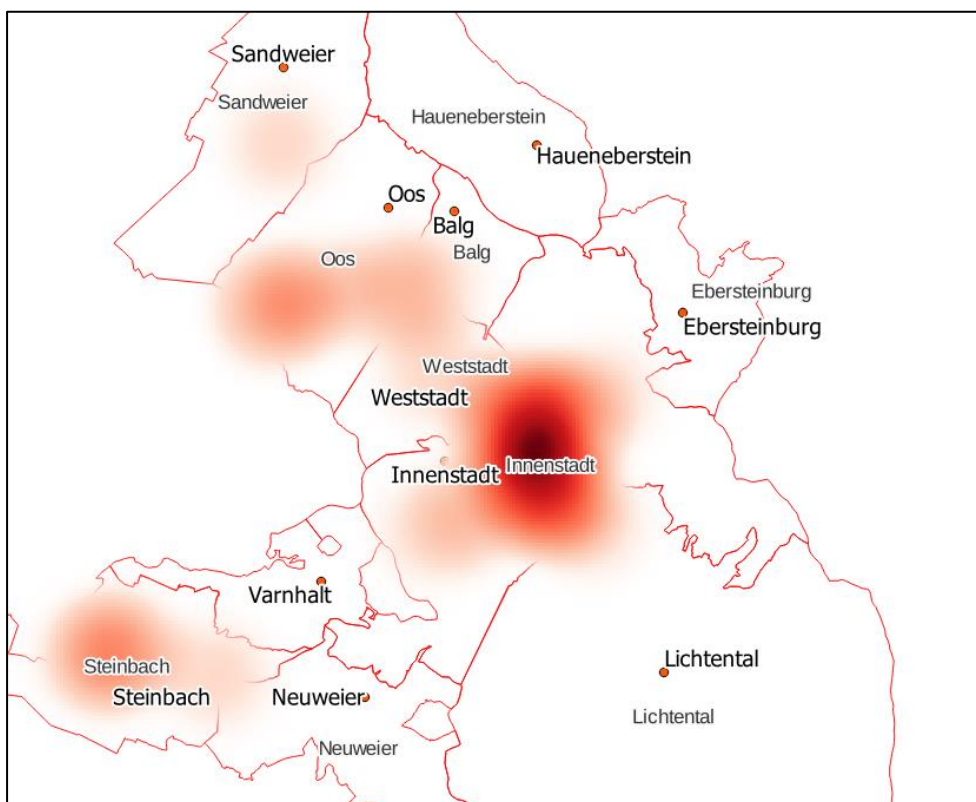 Sandweier
Sandweier
Haueneberstein
Haueneberstein
Oos
Balg
Balg
Oos
Ebersteinburg
Ebersteinburg
Weststadt
Weststadt
Innenstadt
Innenstadt
Varnhalt
Lichtental
Steinbach
Steinbach
Neuweier
Lichtental
Neuweier